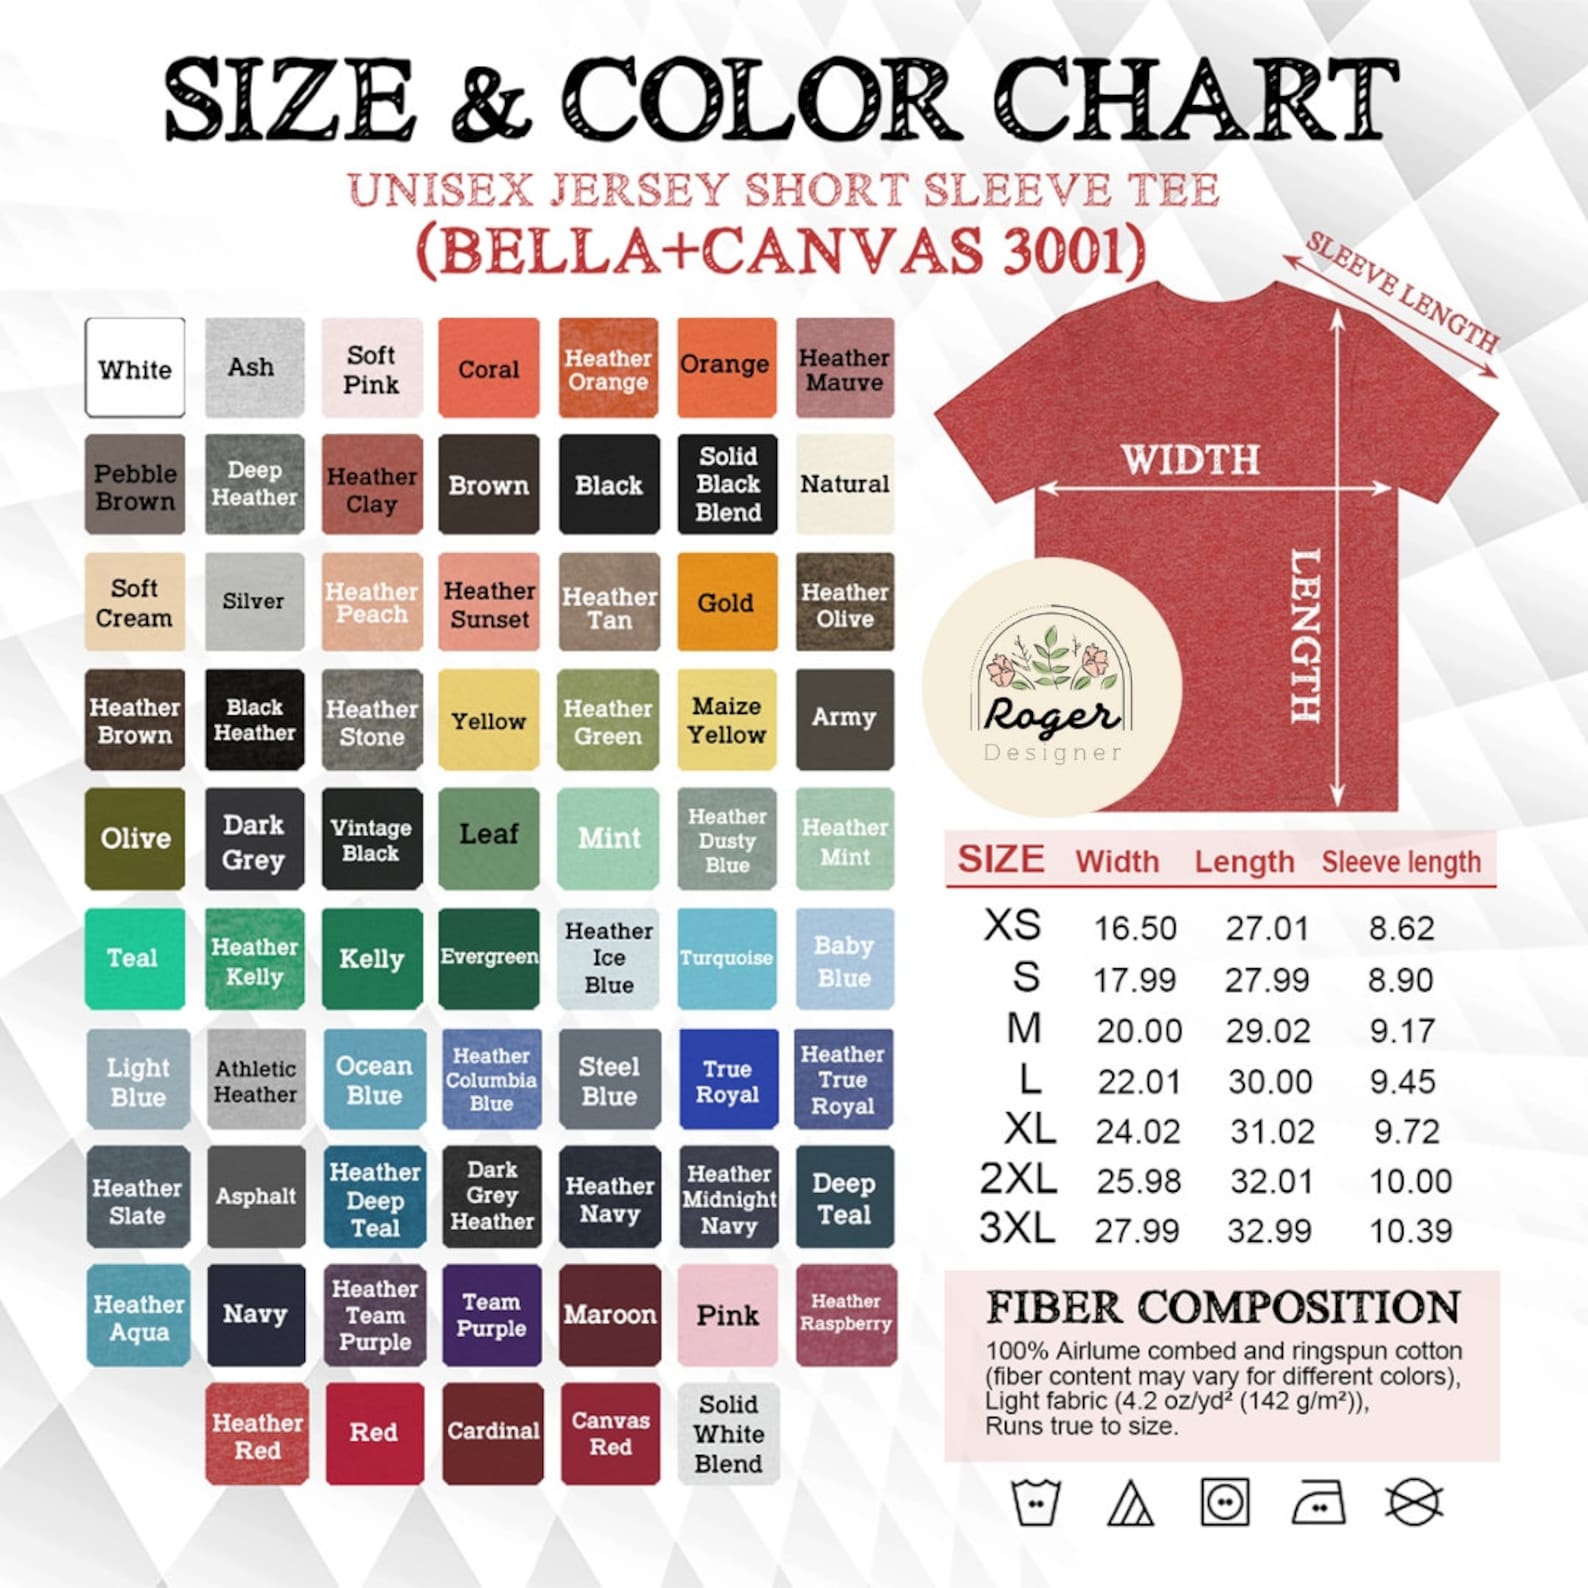 SIZE & COLOR CHART
UNISEX JERSEY SHORT SLEEVE TEE
(BELLA+CANVAS 3001)
White
Ash
Soft
Pink
Coral
Heather
Orange
Orange
Heather
Mauve
Pebble
Brown
Deep
Heather
Heather
Clay
Brown
Black
Solid
Black
Blend
Natural
Soft
Cream
Silver
Heather
Peach
Heather
Sunset
Heather
Tan
Gold
Heather
Olive
Heather
Brown
Black
Heather
Heather
Stone
Yellow
Heather
Green
Maize
Yellow
Army
Olive
Dark
Grey
Vintage
Black
Leaf
Mint
Heather
Dusty
Blue
Heather
Mint
Teal
Heather
Kelly
Kelly
Evergreen
Heather
Ice
Blue
Turquoise
Baby
Blue
Light
Blue
Athletic
Heather
Ocean
Blue
Heather
Columbia
Blue
Steel
Blue
True
Royal
Heather
True
Royal
Heather
Slate
Asphalt
Heather
Deep
Teal
Dark
Grey
Heather
Heather
Navy
Heather
Midnight
Navy
Deep
Teal
Heather
Aqua
Navy
Heather
Team
Purple
Team
Purple
Maroon
Pink
Heather
Raspberry
Heather
Red
Red
Cardinal
Canvas
Red
Solid
White
Blend
SLEEVE LENGTH
WIDTH
LENGTH
Roger
Designer
SIZE Width Length Sleeve length
XS 16.50 27.01 8.62
S 17.99 27.99 8.90
M 20.00 29.02 9.17
L 22.01 30.00 9.45
XL 24.02 31.02 9.72
2XL 25.98 32.01 10.00
3XL 27.99 32.99 10.39
FIBER COMPOSITION
100% Airlume combed and ringspun cotton
(fiber content may vary for different colors),
Light fabric (4.2 oz/yd² (142 g/m²)),
Runs true to size.